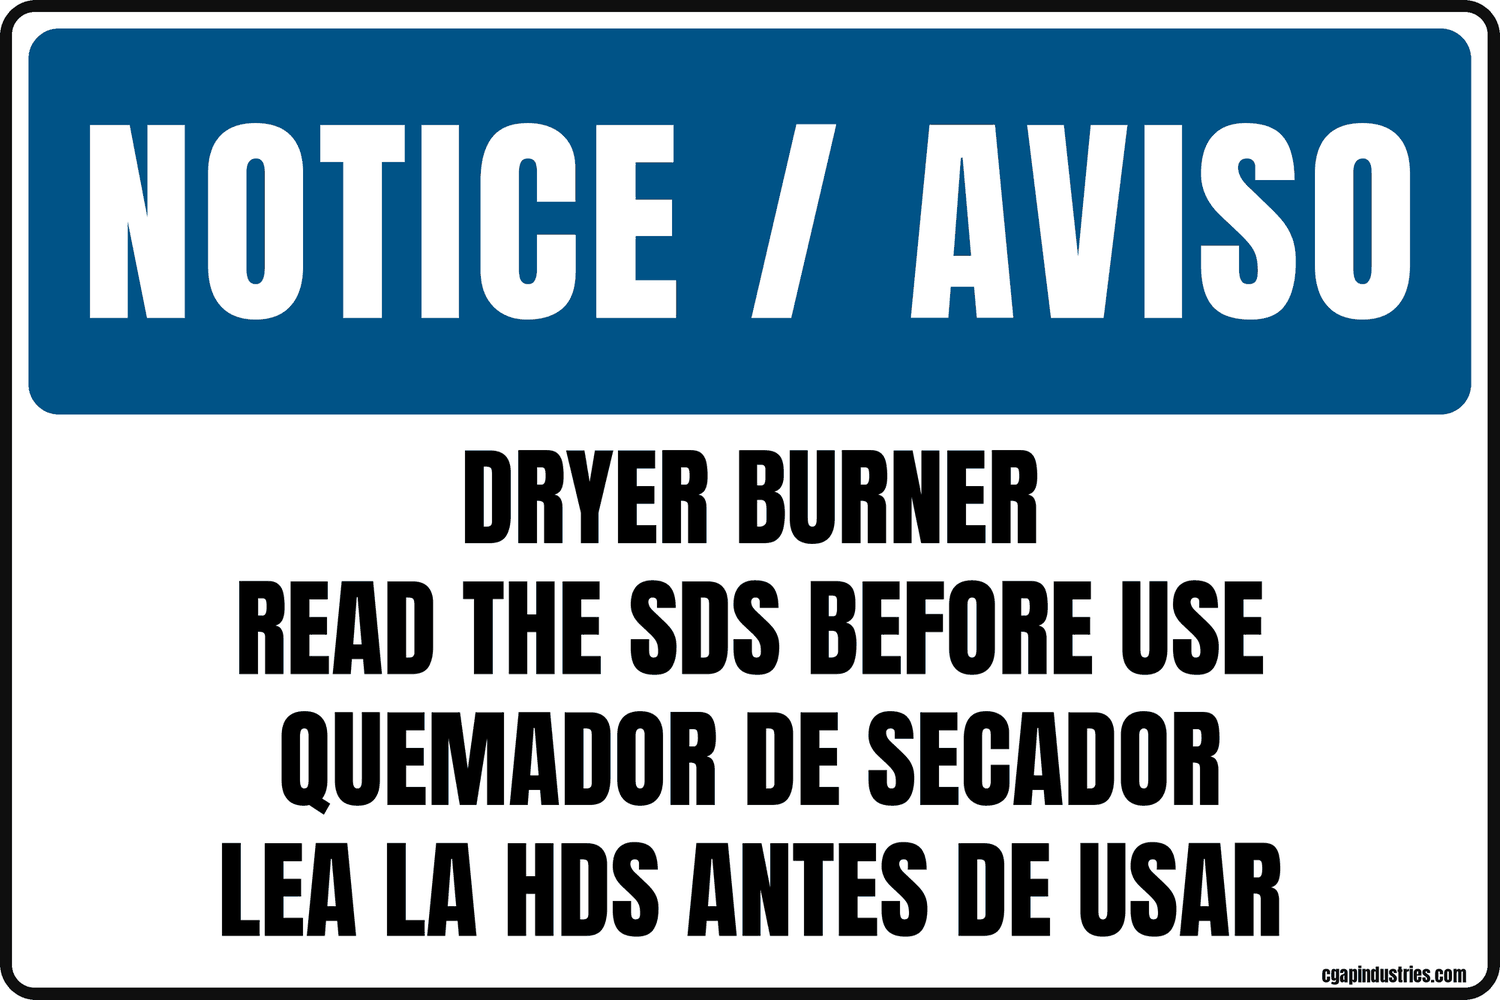 NOTICE / AVISO
DRYER BURNER
READ THE SDS BEFORE USE
QUEMADOR DE SECADOR
LEA LA HDS ANTES DE USAR
cgapindustries.com